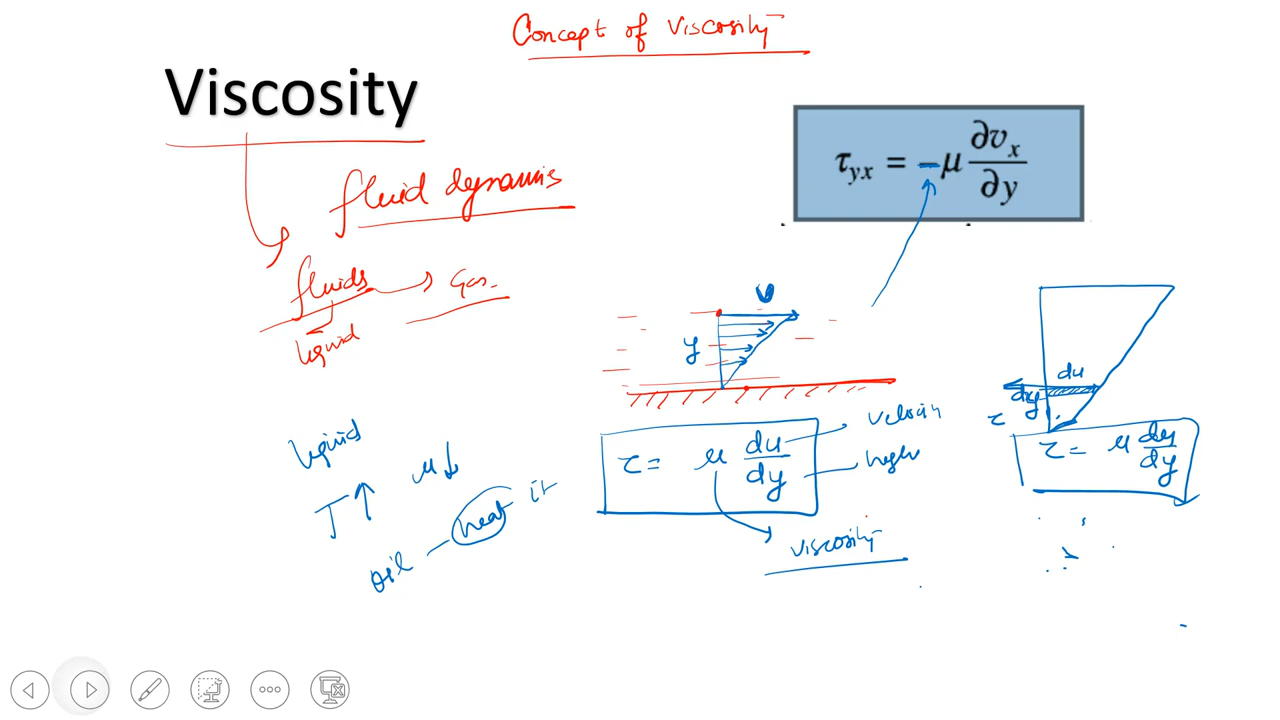 Concept of Viscosity
Viscosity
fluid dynamics
fluids → Gas.
liquid
τyx = -μ ∂vx/∂y
υ
y
τ = μ du/dy
velocity
viscosity
du
dy
τ
τ = μ du/dy
liquid
T↑ μ↓
oil - heat it